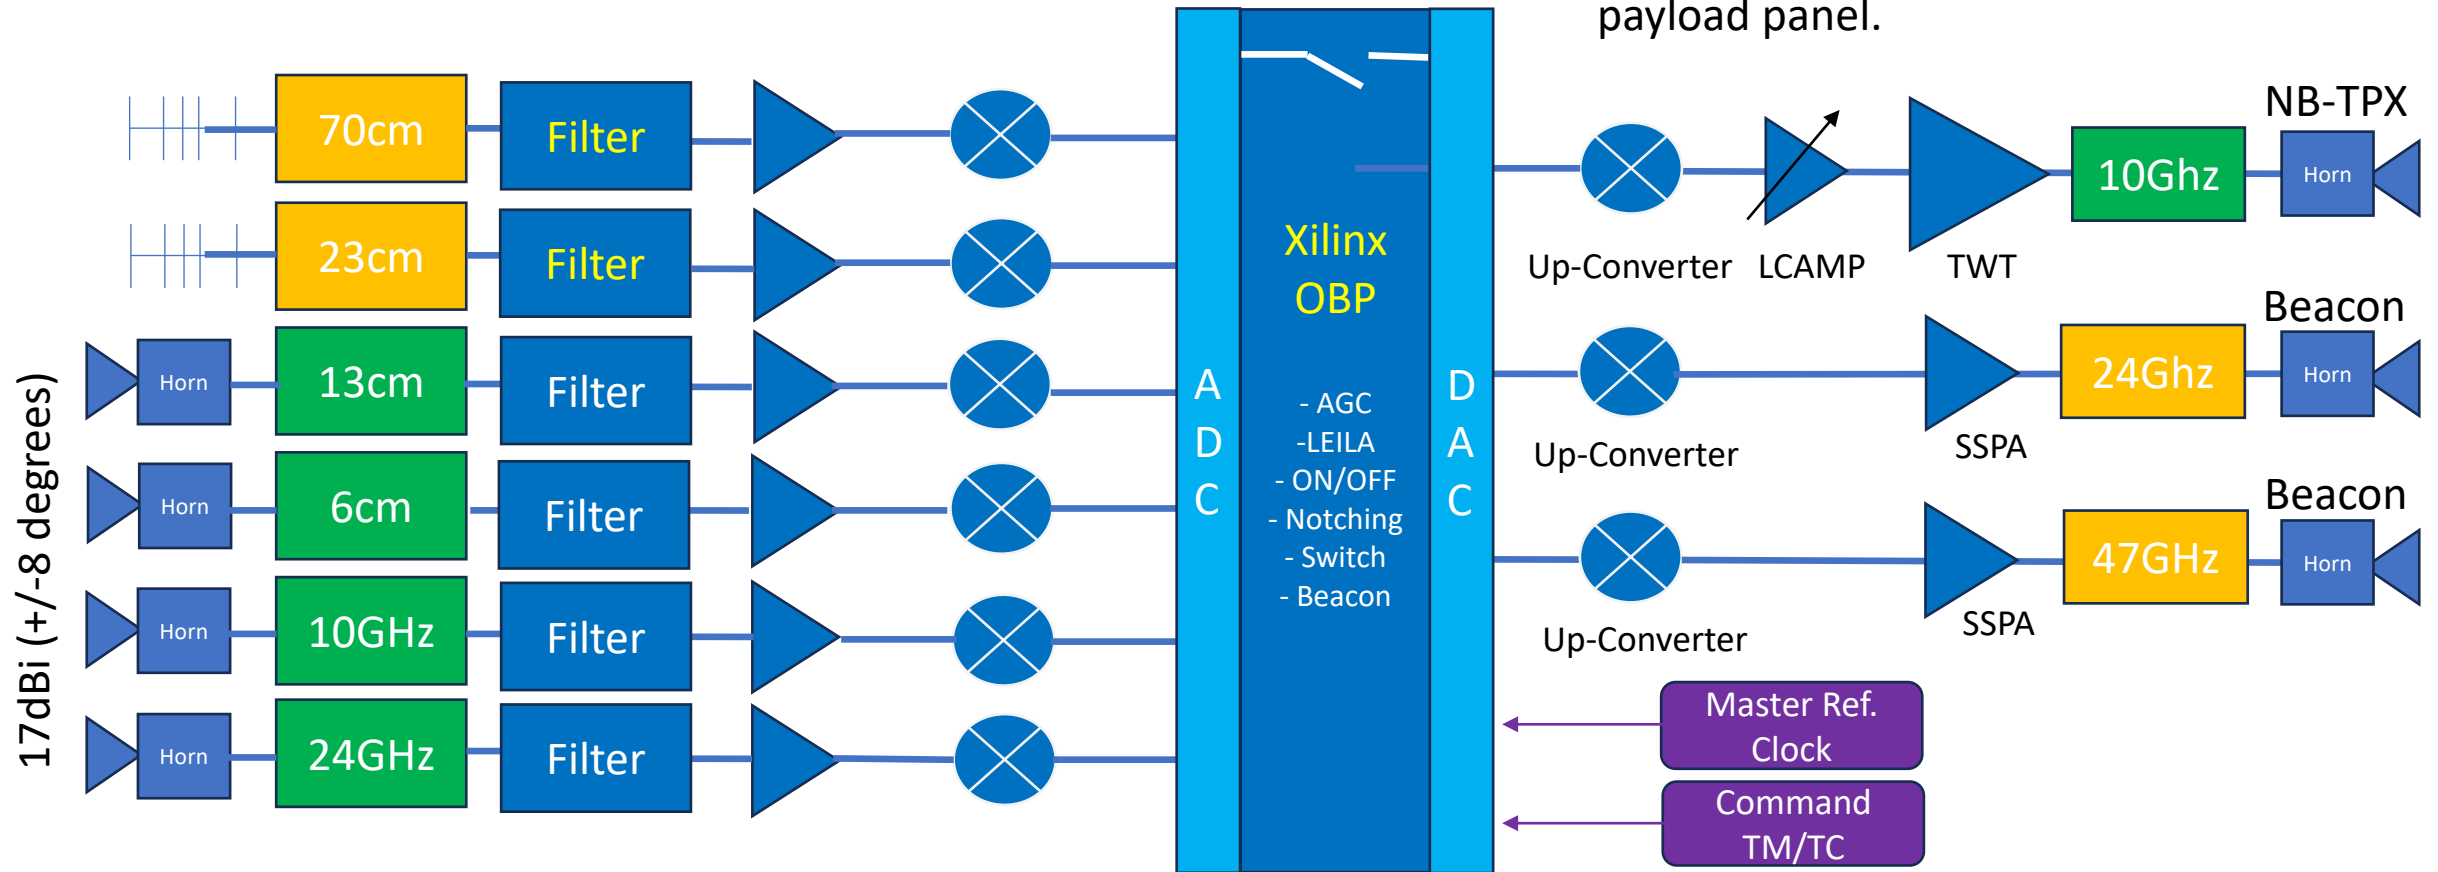 payload panel.
17dBi (+/-8 degrees)
70cm
Filter
23cm
Filter
Horn
13cm
Filter
Horn
6cm
Filter
Horn
10GHz
Filter
Horn
24GHz
Filter
A
D
C
Xilinx
OBP
- AGC
-LEILA
- ON/OFF
- Notching
- Switch
- Beacon
D
A
C
Up-Converter
LCAMP
TWT
10Ghz
NB-TPX
Horn
Up-Converter
SSPA
24Ghz
Beacon
Horn
Up-Converter
SSPA
47GHz
Beacon
Horn
Master Ref.
Clock
Command
TM/TC